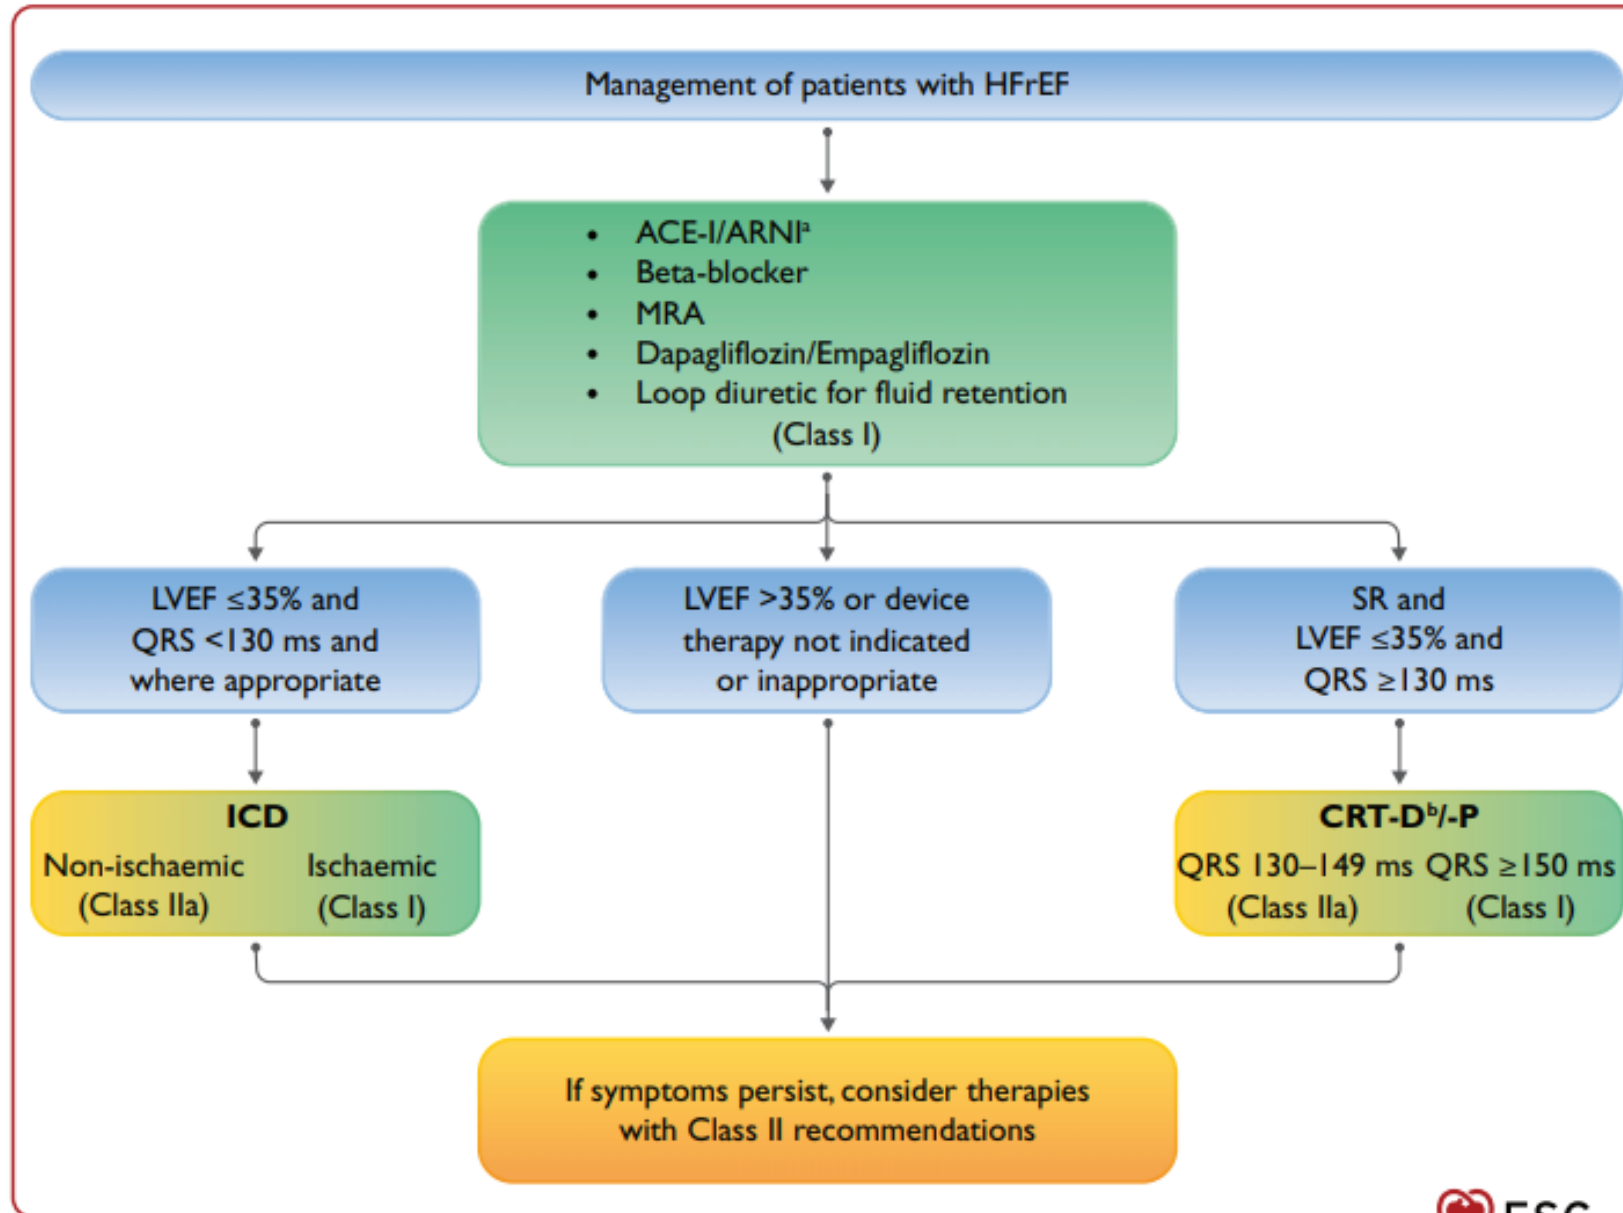 Management of patients with HFrEF
• ACE-I/ARNIᵃ
• Beta-blocker
• MRA
• Dapagliflozin/Empagliflozin
• Loop diuretic for fluid retention
(Class I)
LVEF ≤35% and
QRS <130 ms and
where appropriate
LVEF >35% or device
therapy not indicated
or inappropriate
SR and
LVEF ≤35% and
QRS ≥130 ms
ICD
Non-ischaemic
(Class IIa)
Ischaemic
(Class I)
CRT-Dᵇ/-P
QRS 130–149 ms
(Class IIa)
QRS ≥150 ms
(Class I)
If symptoms persist, consider therapies
with Class II recommendations
ESC